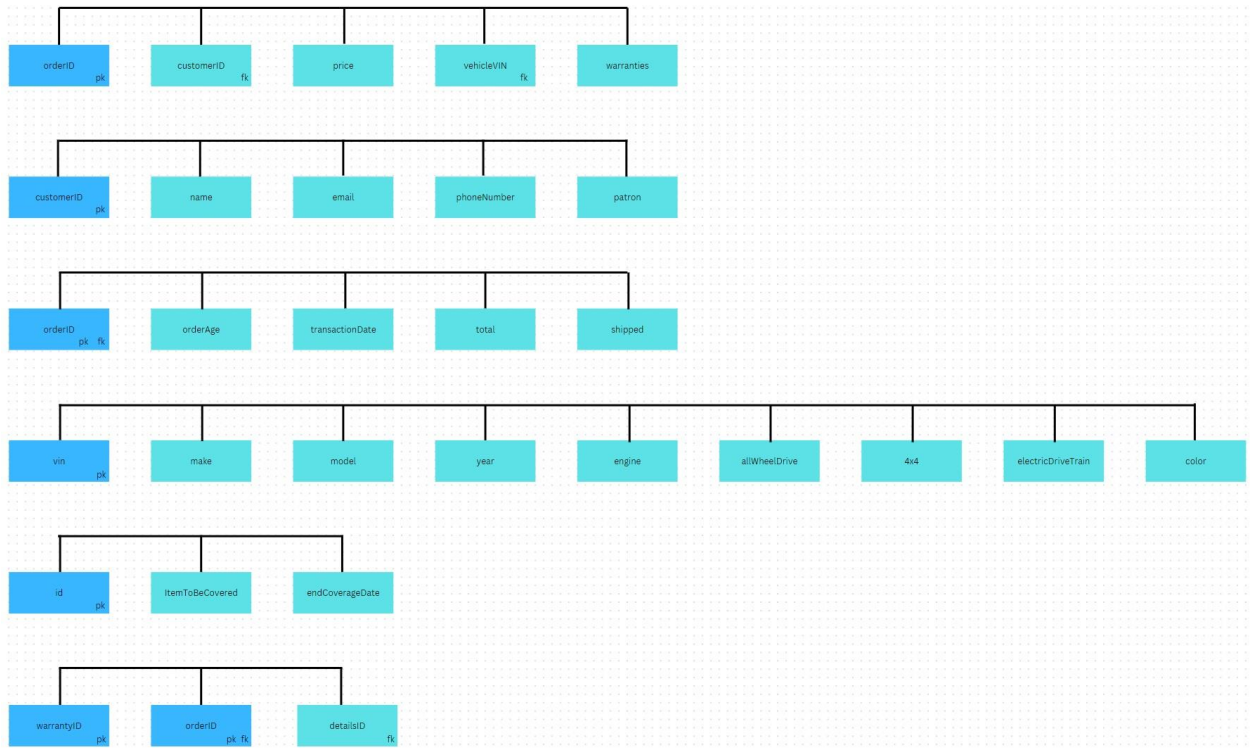 orderID
pk
customerID
fk
price
vehicleVIN
fk
warranties
customerID
pk
name
email
phoneNumber
patron
orderID
pk fk
orderAge
transactionDate
total
shipped
vin
pk
make
model
year
engine
allWheelDrive
4x4
electricDriveTrain
color
id
pk
ItemToBeCovered
endCoverageDate
warrantyID
pk
orderID
pk fk
detailsID
fk